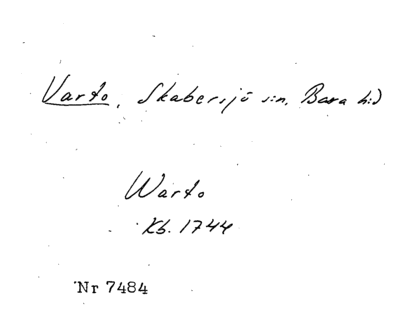 Varto, Skabersjö sn, Bara hd
Warto
Kb. 1744
Nr 7484